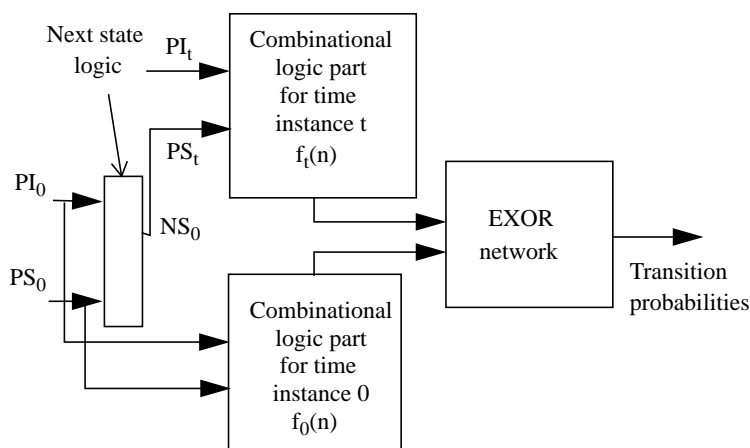 Next state
logic
PI_t
PS_t
Combinational
logic part
for time
instance t
f_t(n)
PI_0
NS_0
PS_0
EXOR
network
Transition
probabilities
Combinational
logic part
for time
instance 0
f_0(n)